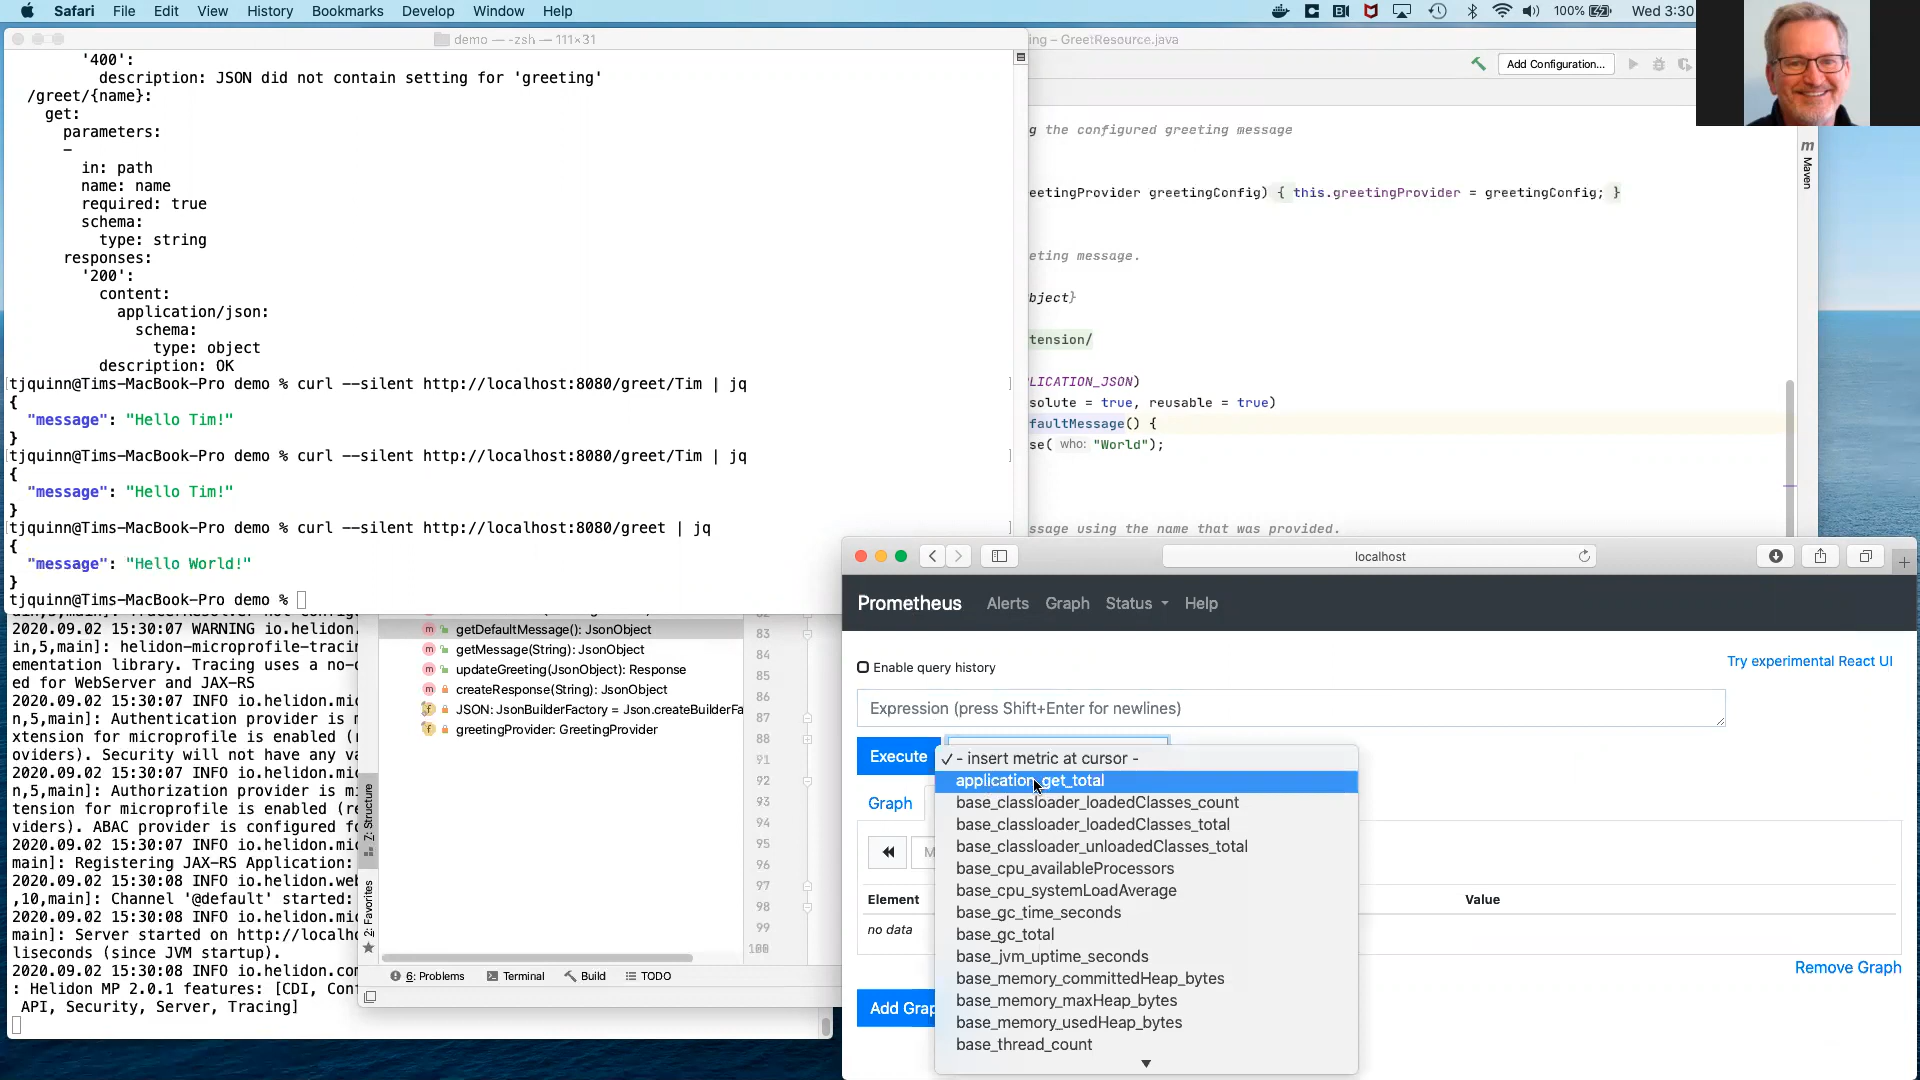 Safari File Edit View History Bookmarks Develop Window Help
100% Wed 3:30
demo — -zsh — 111×31
'400':
description: JSON did not contain setting for 'greeting'
/greet/{name}:
get:
parameters:
-
in: path
name: name
required: true
schema:
type: string
responses:
'200':
content:
application/json:
schema:
type: object
description: OK
[tjquinn@Tims-MacBook-Pro demo % curl --silent http://localhost:8080/greet/Tim | jq ]
{
"message": "Hello Tim!"
}
[tjquinn@Tims-MacBook-Pro demo % curl --silent http://localhost:8080/greet/Tim | jq ]
{
"message": "Hello Tim!"
}
[tjquinn@Tims-MacBook-Pro demo % curl --silent http://localhost:8080/greet | jq ]
{
"message": "Hello World!"
}
tjquinn@Tims-MacBook-Pro demo %
ing – GreetResource.java
Add Configuration...
m Maven
g the configured greeting message
eetingProvider greetingConfig) { this.greetingProvider = greetingConfig; }
eting message.
bject}
tension/
LICATION_JSON)
solute = true, reusable = true)
faultMessage() {
se( who: "World");
ssage using the name that was provided.
2020.09.02 15:30:07 WARNING io.helidon.
in,5,main]: helidon-microprofile-tracin
ementation library. Tracing uses a no-o
ed for WebServer and JAX-RS
2020.09.02 15:30:07 INFO io.helidon.mic
n,5,main]: Authentication provider is m
xtension for microprofile is enabled (r
oviders). Security will not have any va
2020.09.02 15:30:07 INFO io.helidon.mic
n,5,main]: Authorization provider is mi
tension for microprofile is enabled (re
viders). ABAC provider is configured fo
2020.09.02 15:30:07 INFO io.helidon.mic
main]: Registering JAX-RS Application:
2020.09.02 15:30:08 INFO io.helidon.web
,10,main]: Channel '@default' started:
2020.09.02 15:30:08 INFO io.helidon.mic
main]: Server started on http://localho
liseconds (since JVM startup).
2020.09.02 15:30:08 INFO io.helidon.com
: Helidon MP 2.0.1 features: [CDI, Conf
API, Security, Server, Tracing]
7: Structure
2: Favorites
getDefaultMessage(): JsonObject
getMessage(String): JsonObject
updateGreeting(JsonObject): Response
createResponse(String): JsonObject
JSON: JsonBuilderFactory = Json.createBuilderFa
greetingProvider: GreetingProvider
83
84
85
86
87
88
91
92
93
94
95
96
97
98
99
100
6: Problems Terminal Build TODO
localhost
Prometheus Alerts Graph Status Help
Enable query history
Try experimental React UI
Expression (press Shift+Enter for newlines)
Execute
- insert metric at cursor -
application_get_total
base_classloader_loadedClasses_count
base_classloader_loadedClasses_total
base_classloader_unloadedClasses_total
base_cpu_availableProcessors
base_cpu_systemLoadAverage
base_gc_time_seconds
base_gc_total
base_jvm_uptime_seconds
base_memory_committedHeap_bytes
base_memory_maxHeap_bytes
base_memory_usedHeap_bytes
base_thread_count
Graph
M
Element Value
no data
Remove Graph
Add Grap